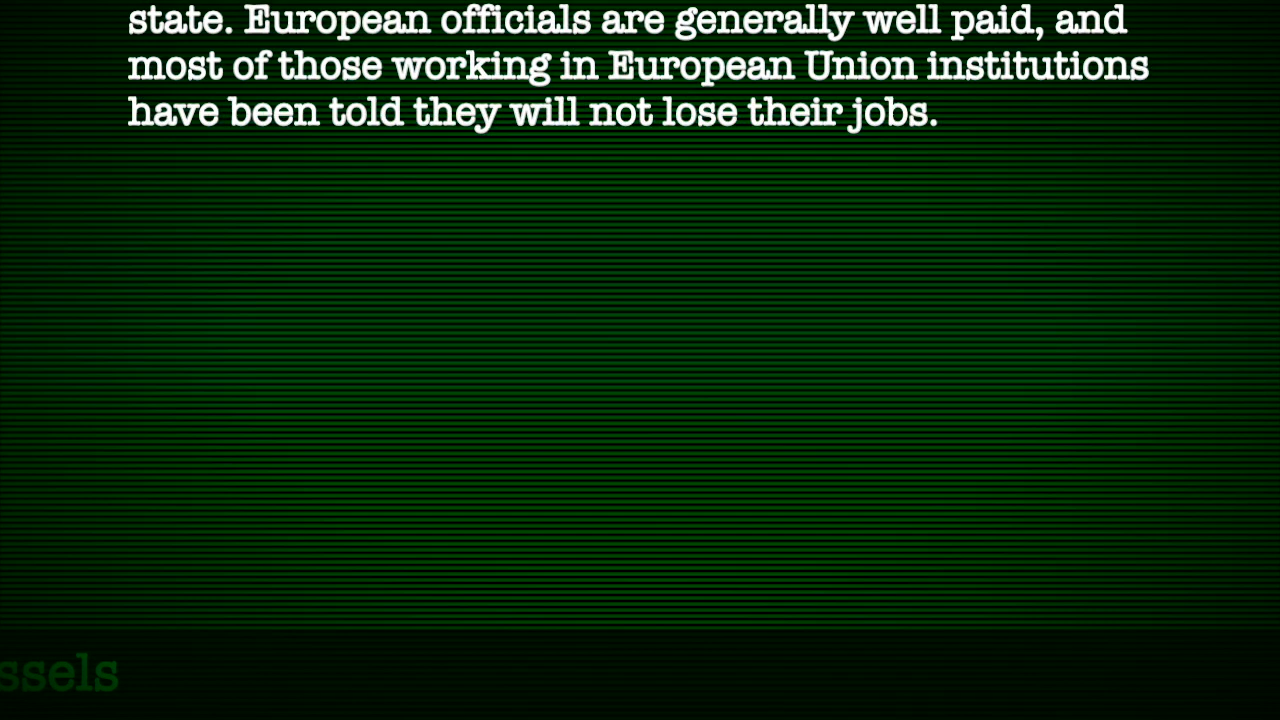 state. European officials are generally well paid, and
most of those working in European Union institutions
have been told they will not lose their jobs.
ssels